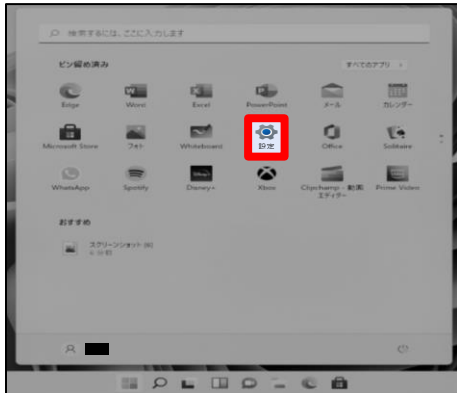 検索するには、ここに入力します
ピン留め済み
すべてのアプリ >
Edge Word Excel PowerPoint メール カレンダー
Microsoft Store フォト Whiteboard 設定 Office Solitaire
WhatsApp Spotify Disney+ Xbox Clipchamp - 動画 Prime Video
エディター
おすすめ
スクリーンショット